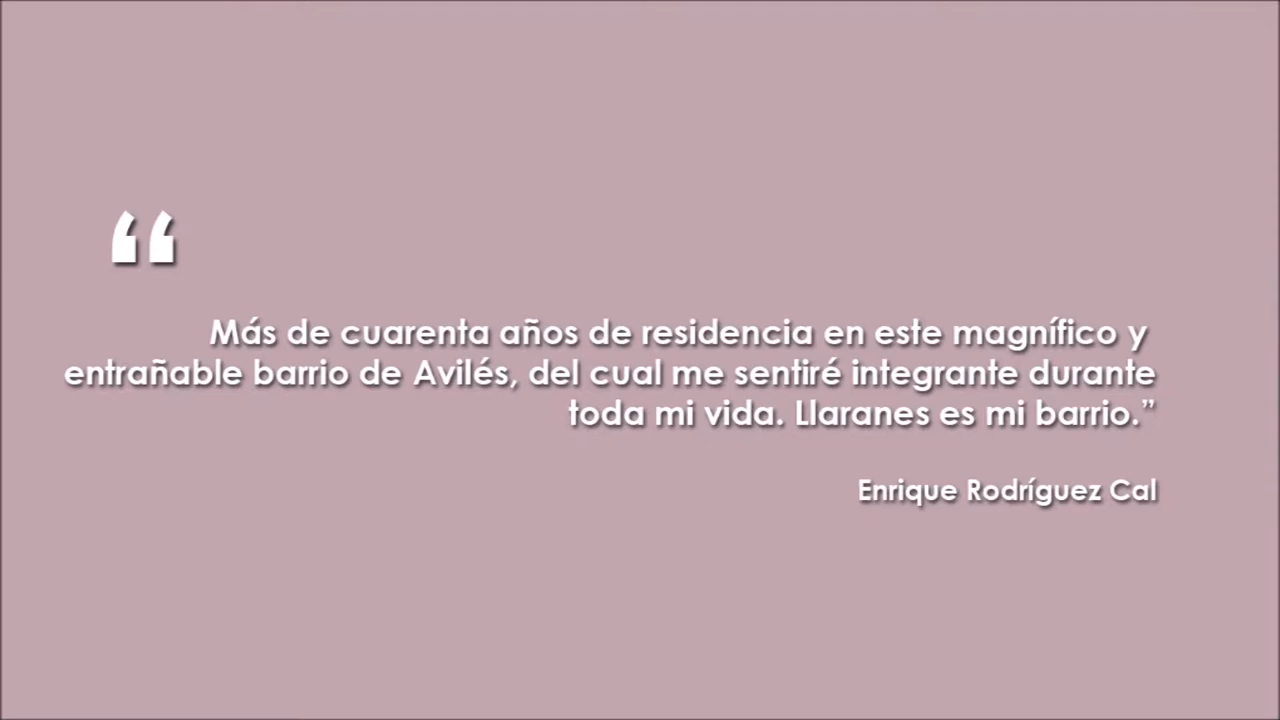 “
Más de cuarenta años de residencia en este magnífico y
entrañable barrio de Avilés, del cual me sentiré integrante durante
toda mi vida. Llaranes es mi barrio.”
Enrique Rodríguez Cal